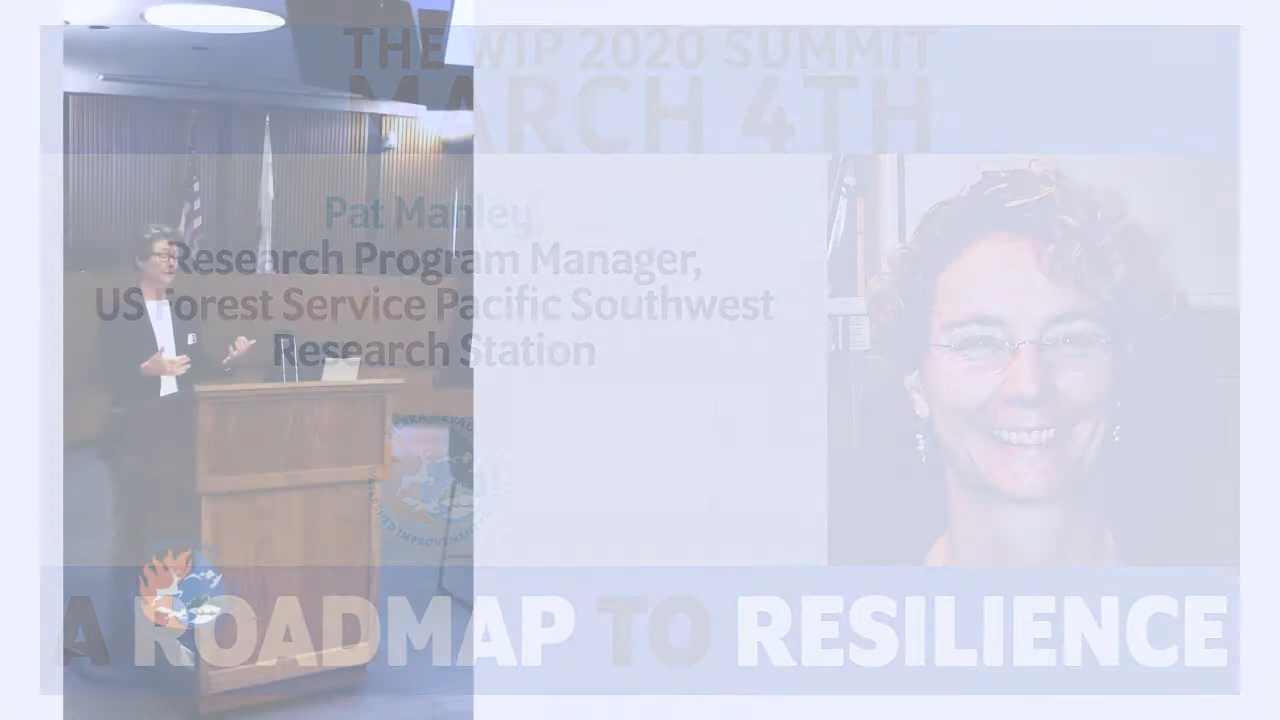 THE WIP 2020 SUMMIT
MARCH 4TH
Pat Manley,
Research Program Manager,
US Forest Service Pacific Southwest
Research Station
A ROADMAP TO RESILIENCE